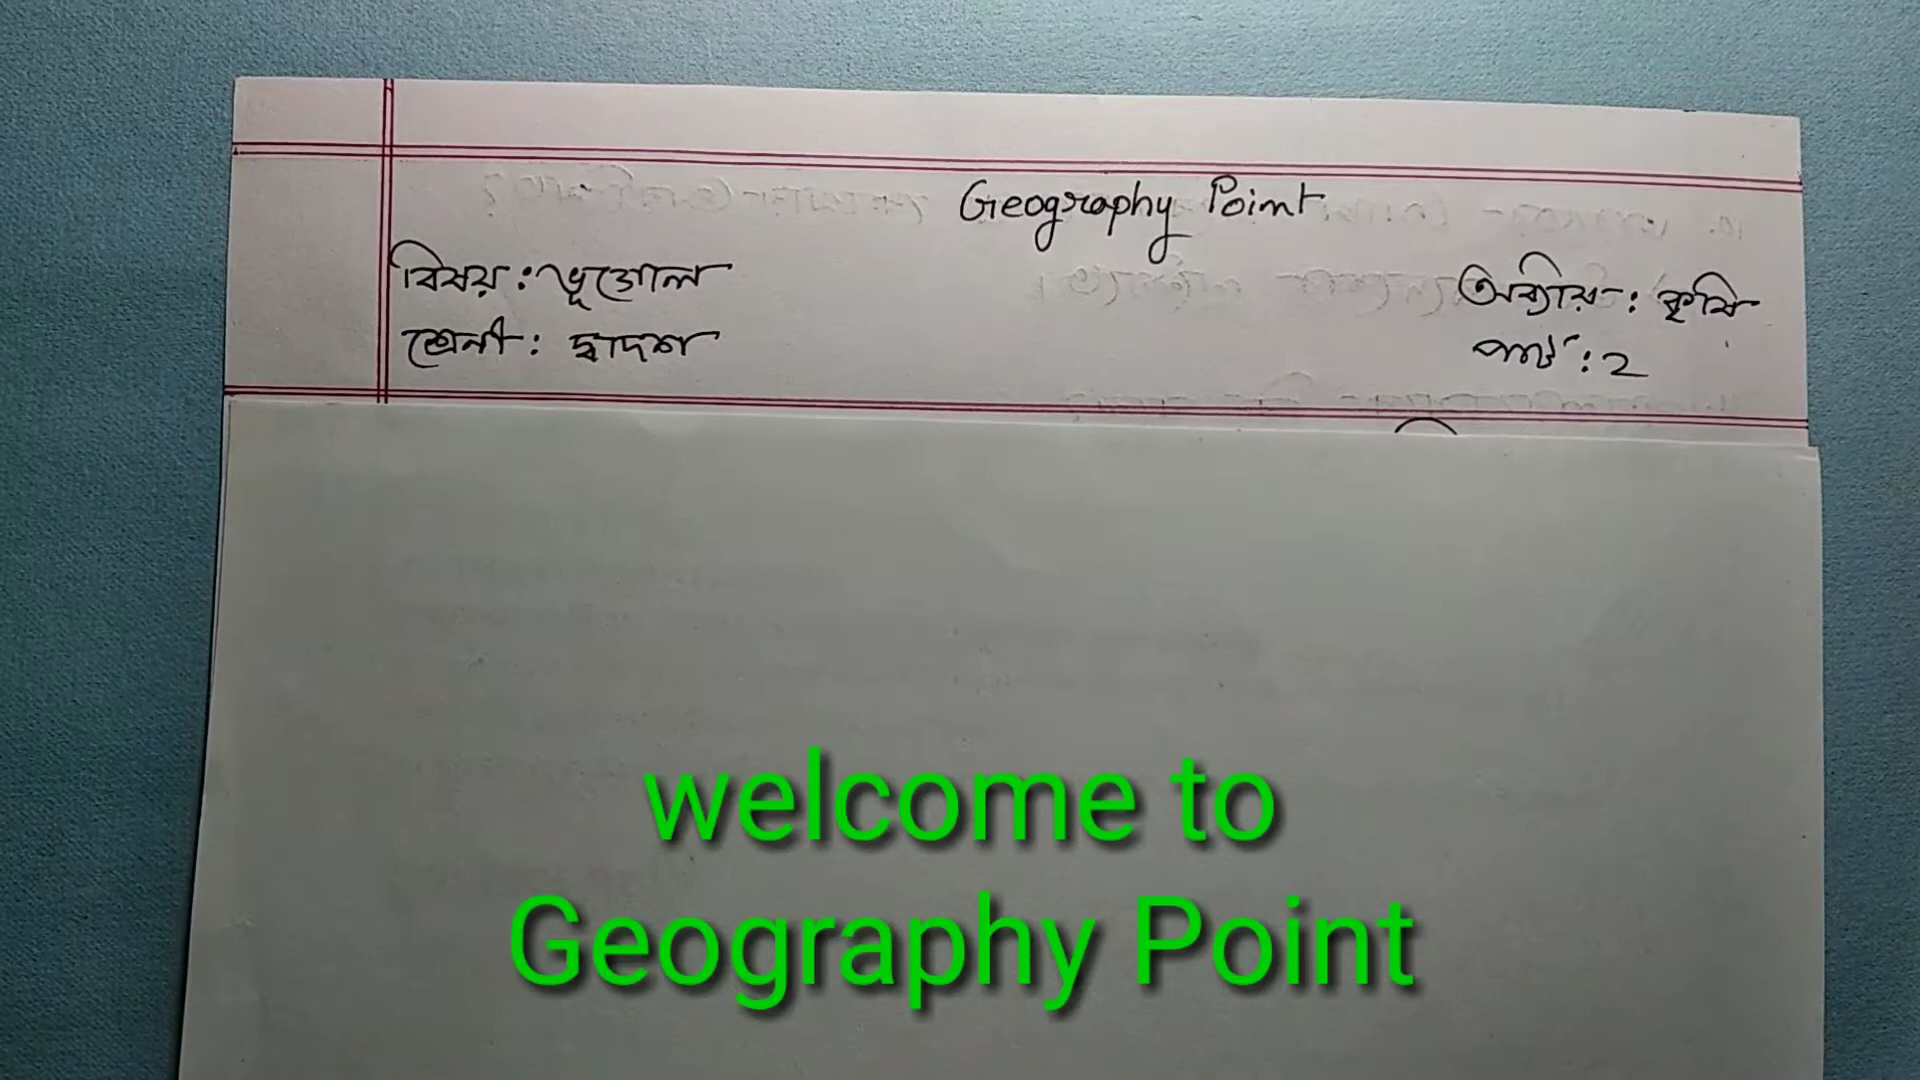 Geography Point
বিষয় : ভূগোল
অধ্যায় : কৃষি
শ্রেনী : দ্বাদশ
পার্ট : 2
welcome to
Geography Point